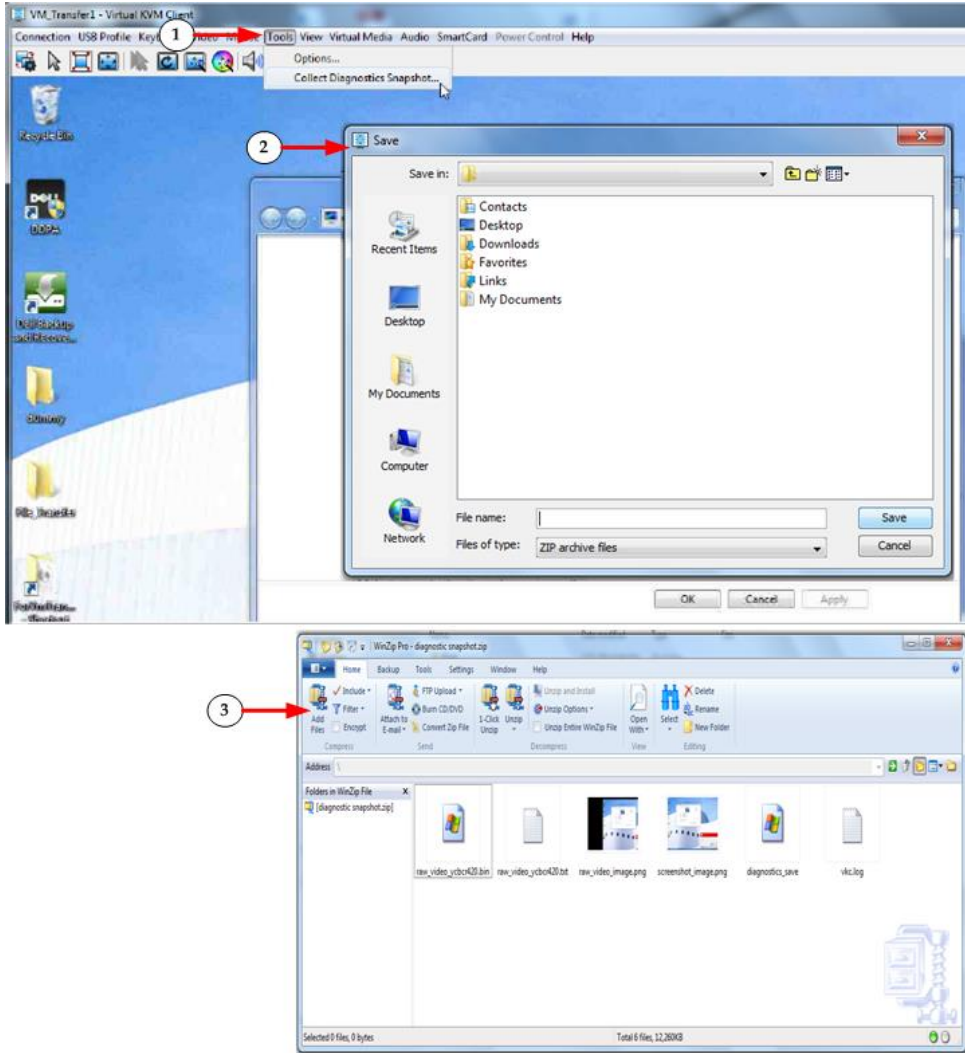 VM_Transfer1 - Virtual KVM Client
Connection USB Profile Tools View Virtual Media Audio SmartCard Power Control Help
1
Options...
Collect Diagnostics Snapshot...
Recycle Bin
2
Save
Save in:
Contacts
Desktop
Downloads
Favorites
Links
My Documents
Recent Items
Desktop
My Documents
Computer
Network
DELL
DDPA
Dell Backup
and Recove...
File_Transfer
File name:
Save
Files of type: ZIP archive files
Cancel
OK Cancel Apply
WinZip Pro - diagnostic snapshot.zip
Home Backup Tools Settings Window Help
3
Include FTP Upload Unzip and Install Delete
Filter Burn CD/DVD Unzip Options Rename
Encrypt Convert Zip File Unzip Entire WinZip File New Folder
Add Files
Attach to E-mail
1-Click Unzip
Unzip
Open With
Select
Compress Send Decompress View Editing
Address \
Folders in WinZip File X
[diagnostic snapshot.zip]
raw_video_ycbcr420.bin raw_video_ycbcr420.txt raw_video_image.png screenshot_image.png diagnostics_save vkc.log
Selected 0 files, 0 bytes Total 6 files, 12,260KB